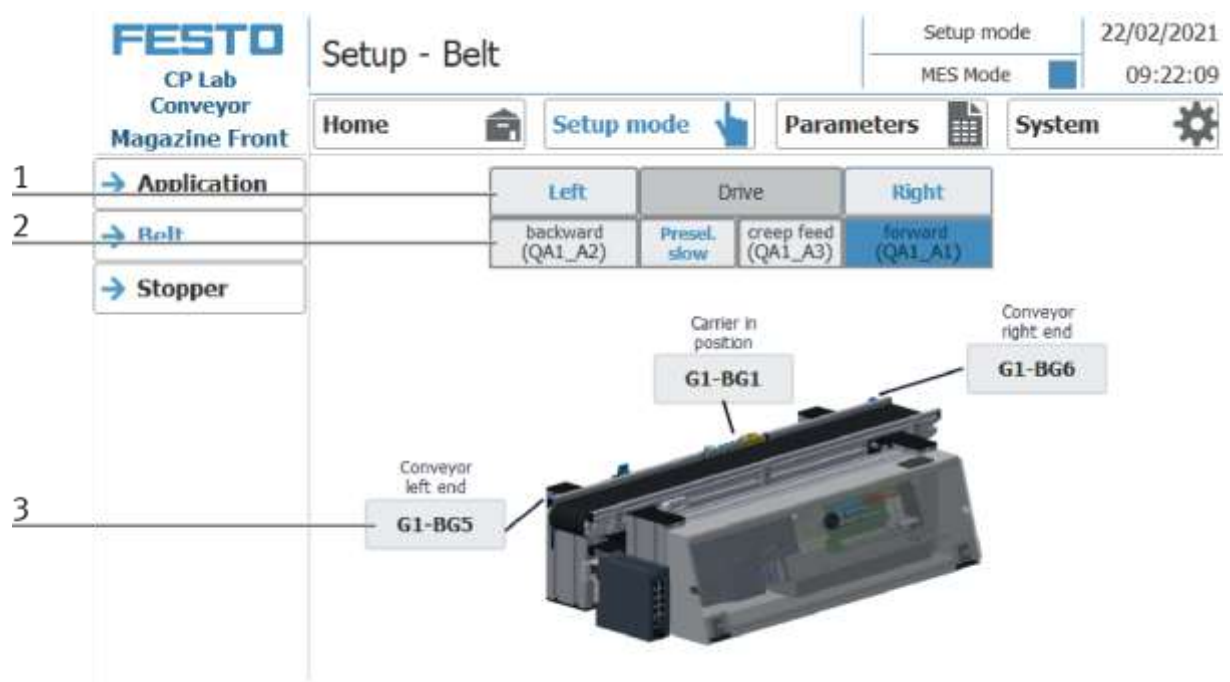 FESTO
CP Lab
Conveyor
Magazine Front
Setup - Belt
Setup mode
MES Mode
22/02/2021
09:22:09
Home
Setup mode
Parameters
System
1
Application
2
Belt
Stopper
Left
Drive
Right
backward
(QA1_A2)
Presel.
slow
creep feed
(QA1_A3)
forward
(QA1_A1)
Carrier in
position
G1-BG1
Conveyor
right end
G1-BG6
Conveyor
left end
3
G1-BG5